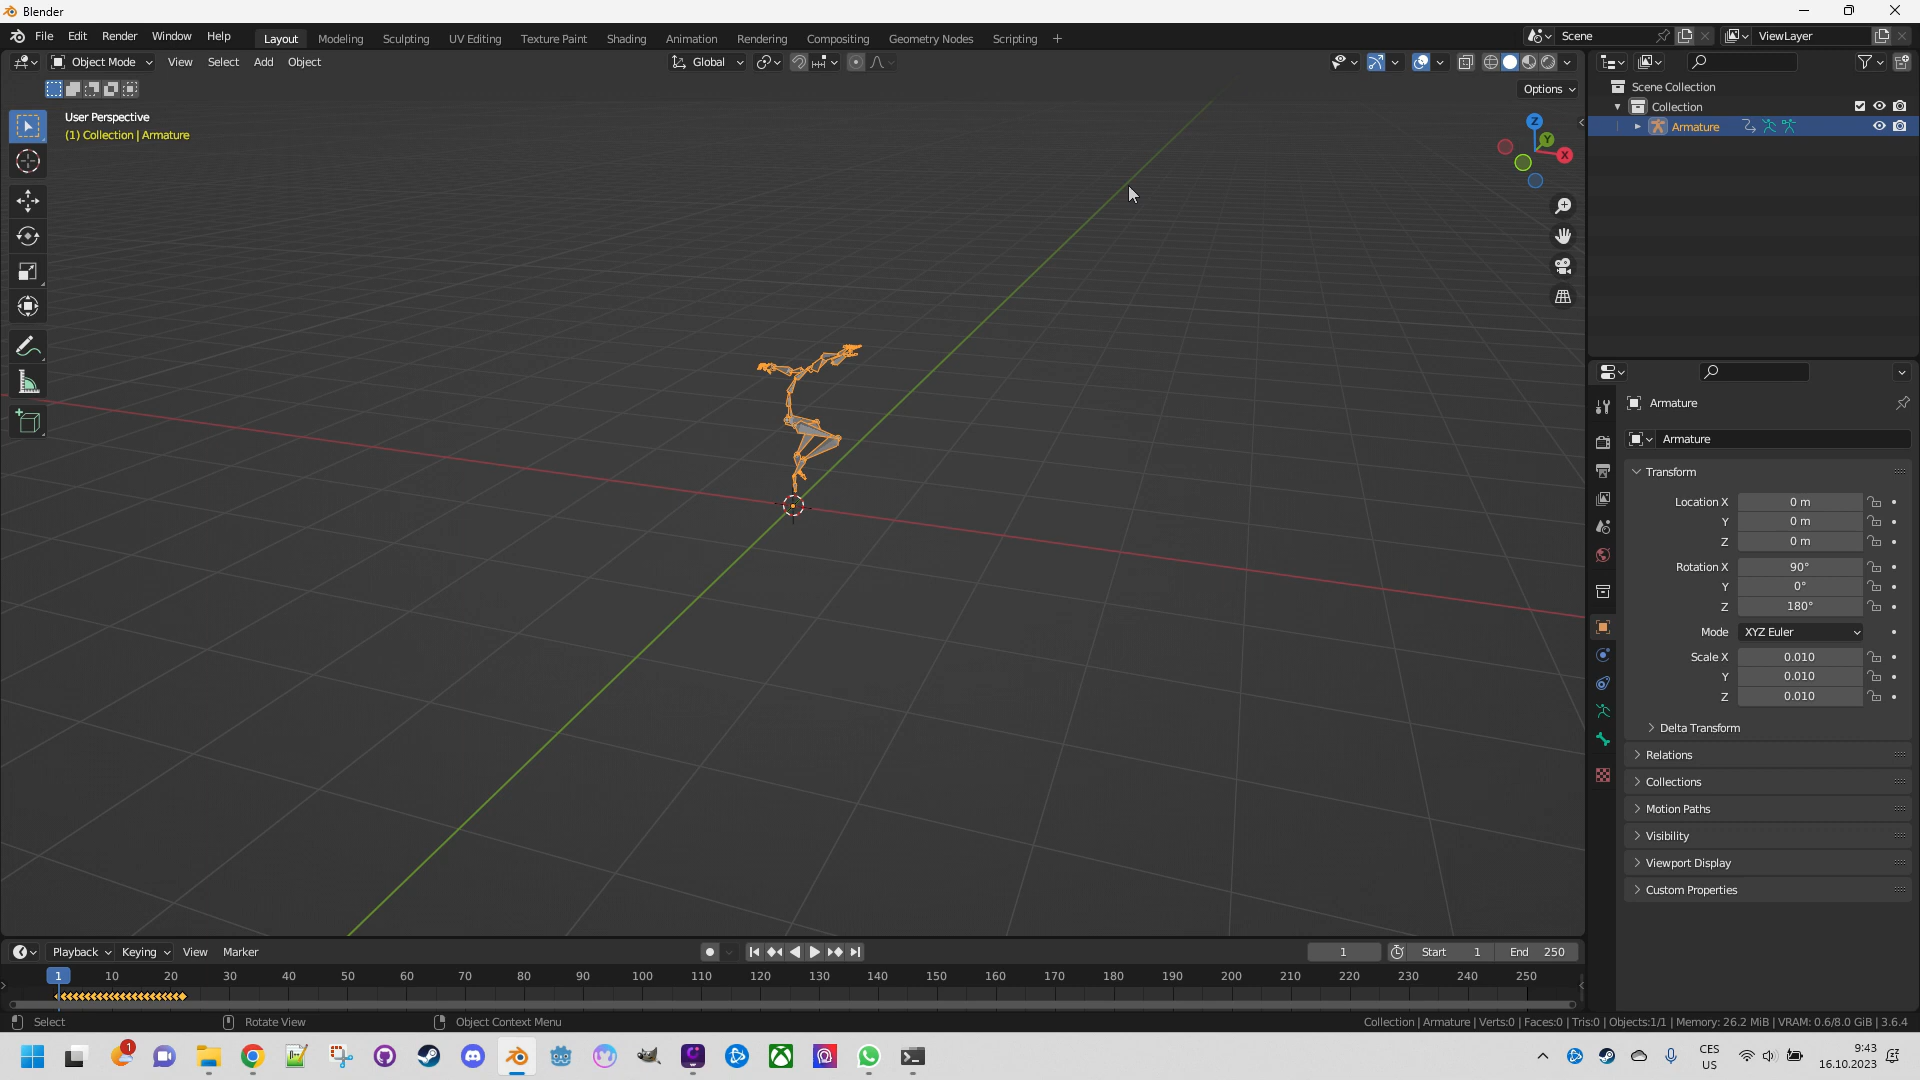 Blender
File Edit Render Window Help
Layout Modeling Sculpting UV Editing Texture Paint Shading Animation Rendering Compositing Geometry Nodes Scripting +
Scene
ViewLayer
Object Mode View Select Add Object
Global
Options
User Perspective
(1) Collection | Armature
Z
Y
X
Scene Collection
Collection
Armature
Armature
Armature
Transform
Location X 0 m
Y 0 m
Z 0 m
Rotation X 90°
Y 0°
Z 180°
Mode XYZ Euler
Scale X 0.010
Y 0.010
Z 0.010
Delta Transform
Relations
Collections
Motion Paths
Visibility
Viewport Display
Custom Properties
Playback Keying View Marker
1 Start 1 End 250
1 10 20 30 40 50 60 70 80 90 100 110 120 130 140 150 160 170 180 190 200 210 220 230 240 250
Select Rotate View Object Context Menu
Collection | Armature | Verts:0 | Faces:0 | Tris:0 | Objects:1/1 | Memory: 26.2 MiB | VRAM: 0.6/8.0 GiB | 3.6.4
1
CES
US
9:43
16.10.2023